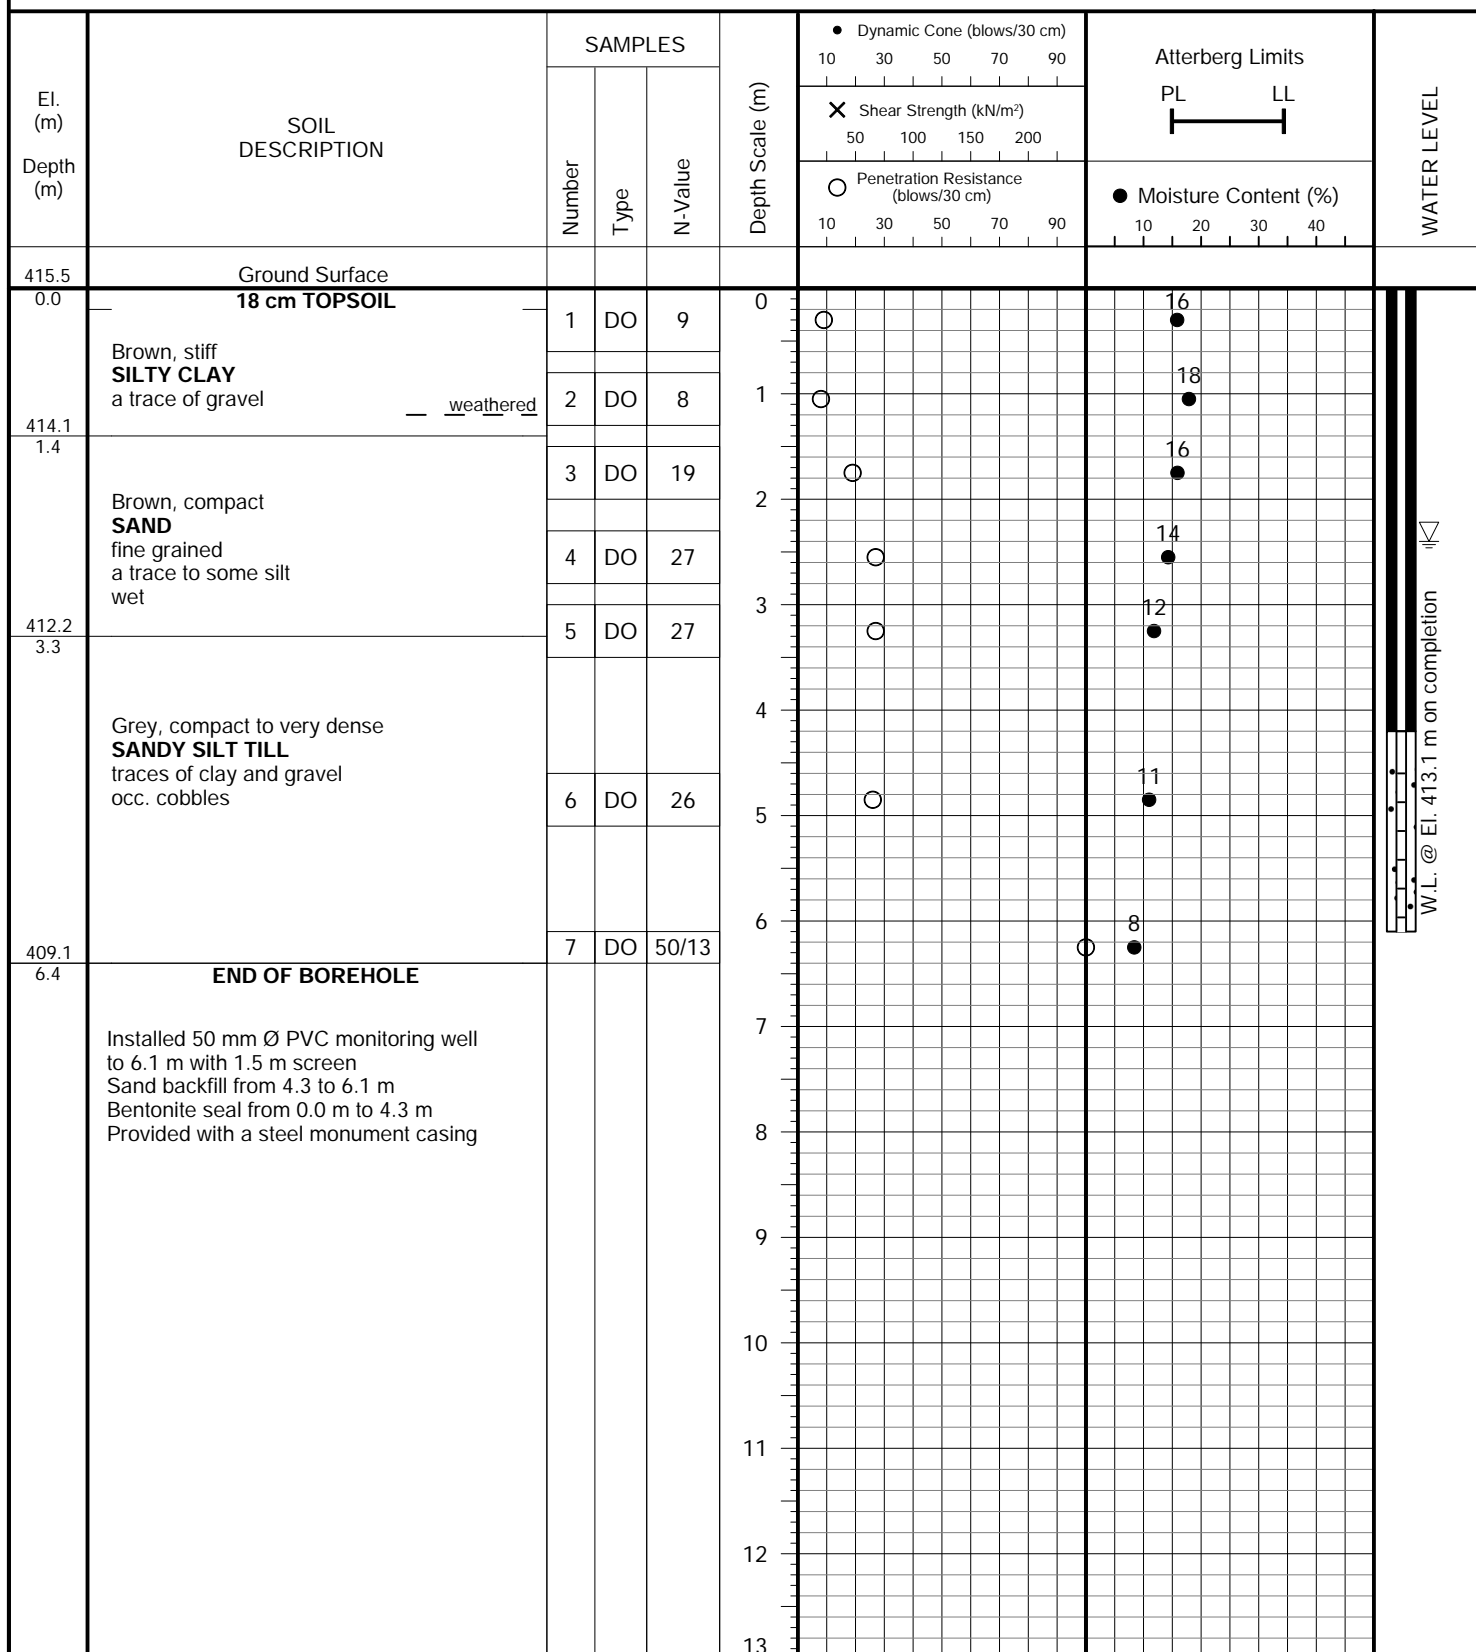 El.
(m)
Depth
(m)
SOIL
DESCRIPTION
SAMPLES
Number
Type
N-Value
Depth Scale (m)
● Dynamic Cone (blows/30 cm)
10 30 50 70 90
✕ Shear Strength (kN/m²)
50 100 150 200
○ Penetration Resistance
(blows/30 cm)
10 30 50 70 90
Atterberg Limits
PL LL
● Moisture Content (%)
10 20 30 40
WATER LEVEL
415.5 Ground Surface
0.0 18 cm TOPSOIL 0
1 DO 9 16
Brown, stiff
SILTY CLAY
a trace of gravel
weathered
2 DO 8 1 18
414.1
1.4
3 DO 19 16
2
Brown, compact
SAND
fine grained
a trace to some silt
wet
4 DO 27 14
3
412.2
3.3
5 DO 27 12
4
Grey, compact to very dense
SANDY SILT TILL
traces of clay and gravel
occ. cobbles
6 DO 26 11
5
6
7 DO 50/13 8
409.1
6.4 END OF BOREHOLE
W.L. @ El. 413.1 m on completion
7
Installed 50 mm Ø PVC monitoring well
to 6.1 m with 1.5 m screen
Sand backfill from 4.3 to 6.1 m
Bentonite seal from 0.0 m to 4.3 m
Provided with a steel monument casing
8
9
10
11
12
13